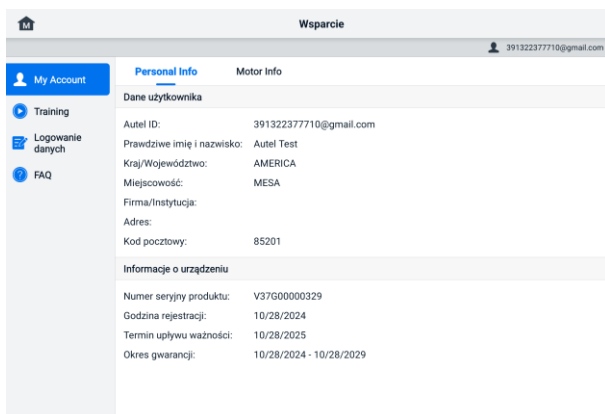 M
Wsparcie
391322377710@gmail.com
My Account
Training
Logowanie
danych
FAQ
Personal Info
Motor Info
Dane użytkownika
Autel ID: 391322377710@gmail.com
Prawdziwe imię i nazwisko: Autel Test
Kraj/Województwo: AMERICA
Miejscowość: MESA
Firma/Instytucja:
Adres:
Kod pocztowy: 85201
Informacje o urządzeniu
Numer seryjny produktu: V37G00000329
Godzina rejestracji: 10/28/2024
Termin upływu ważności: 10/28/2025
Okres gwarancji: 10/28/2024 - 10/28/2029